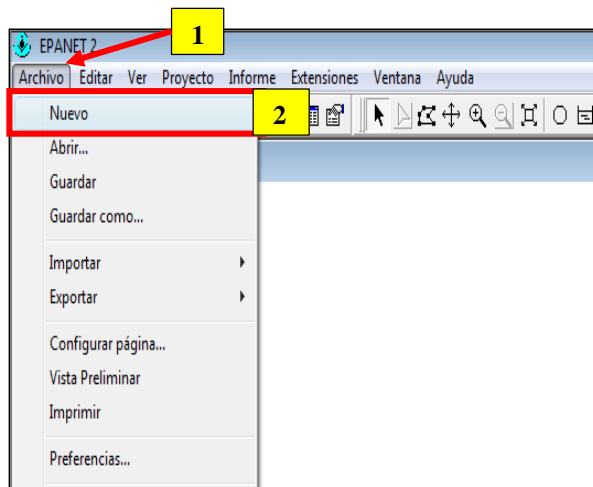 1
EPANET 2
Archivo Editar Ver Proyecto Informe Extensiones Ventana Ayuda
Nuevo 2
Abrir...
Guardar
Guardar como...
Importar
Exportar
Configurar página...
Vista Preliminar
Imprimir
Preferencias...